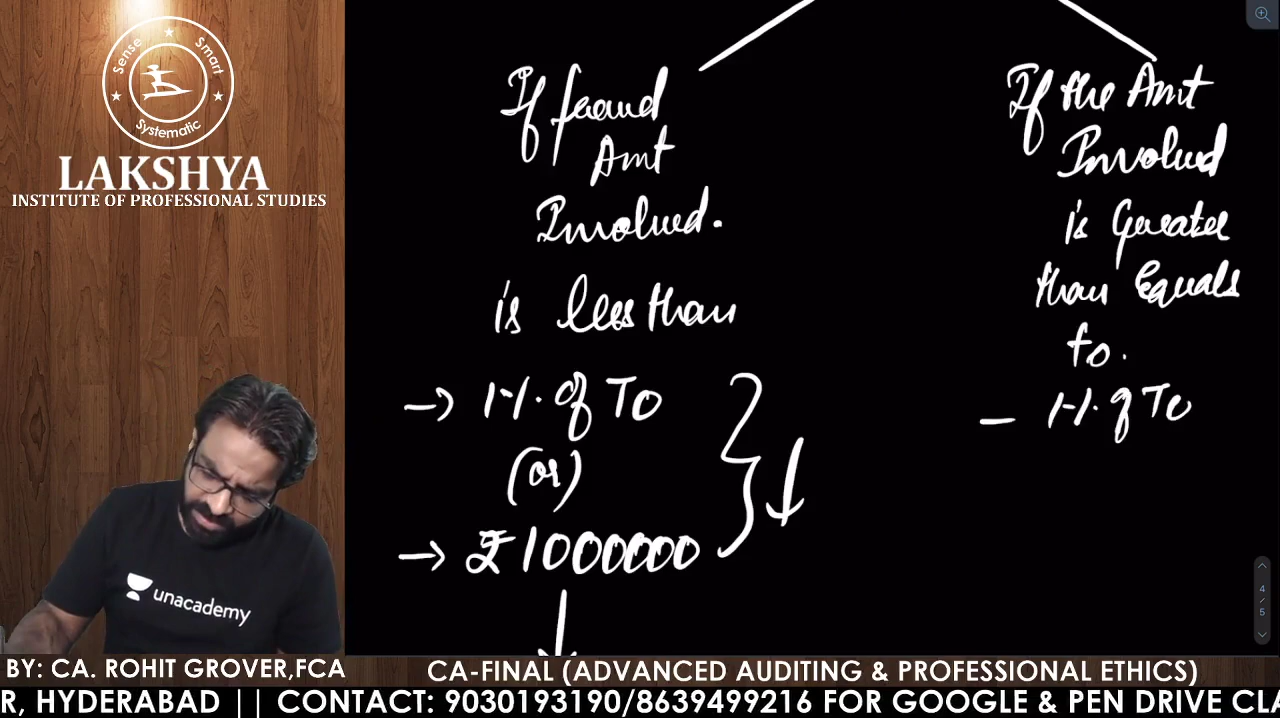 Sense
Smart
Systematic
LAKSHYA
INSTITUTE OF PROFESSIONAL STUDIES
If fraud
Amt
Involved.
is less than
→ 1%. of TO
(or)
→ ₹1000000
If the Amt
Involved
is Greater
than Equals
to.
- 1%. of TO
4
/
5
unacademy
BY: CA. ROHIT GROVER,FCA
CA-FINAL (ADVANCED AUDITING & PROFESSIONAL ETHICS)
R, HYDERABAD || CONTACT: 9030193190/8639499216 FOR GOOGLE & PEN DRIVE CLA